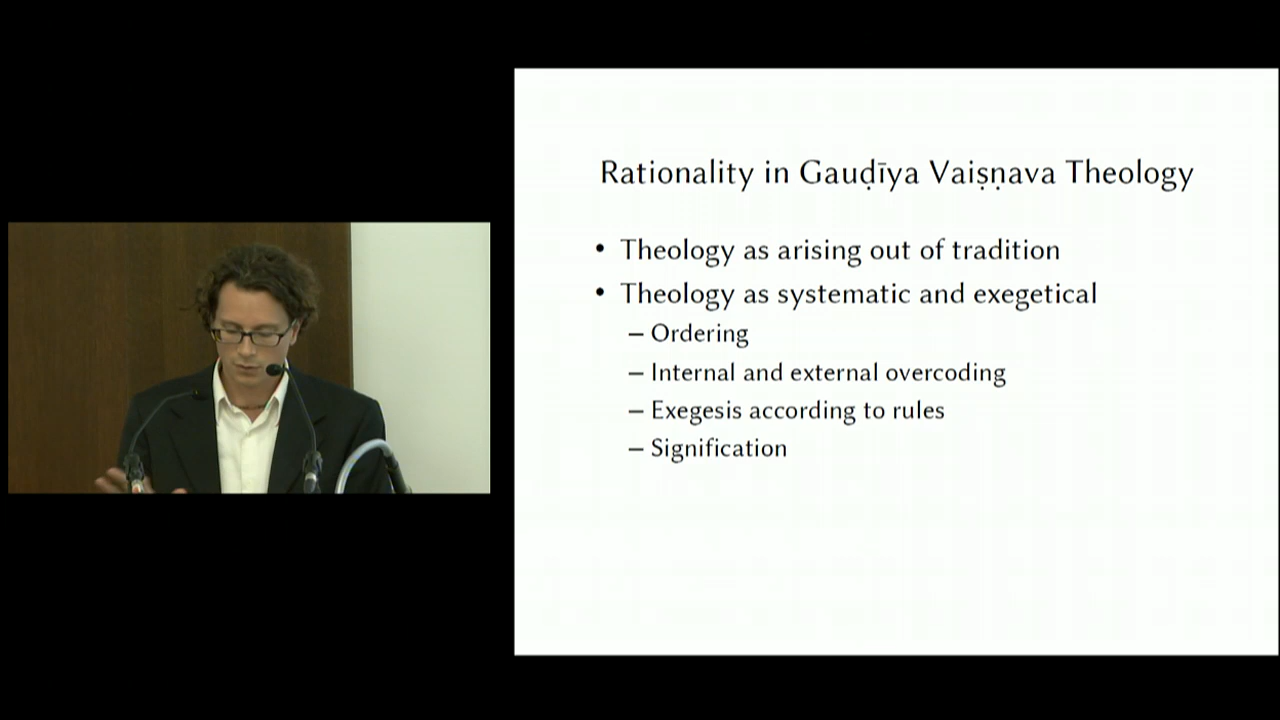 Rationality in Gauḍīya Vaiṣṇava Theology
• Theology as arising out of tradition
• Theology as systematic and exegetical
– Ordering
– Internal and external overcoding
– Exegesis according to rules
– Signification